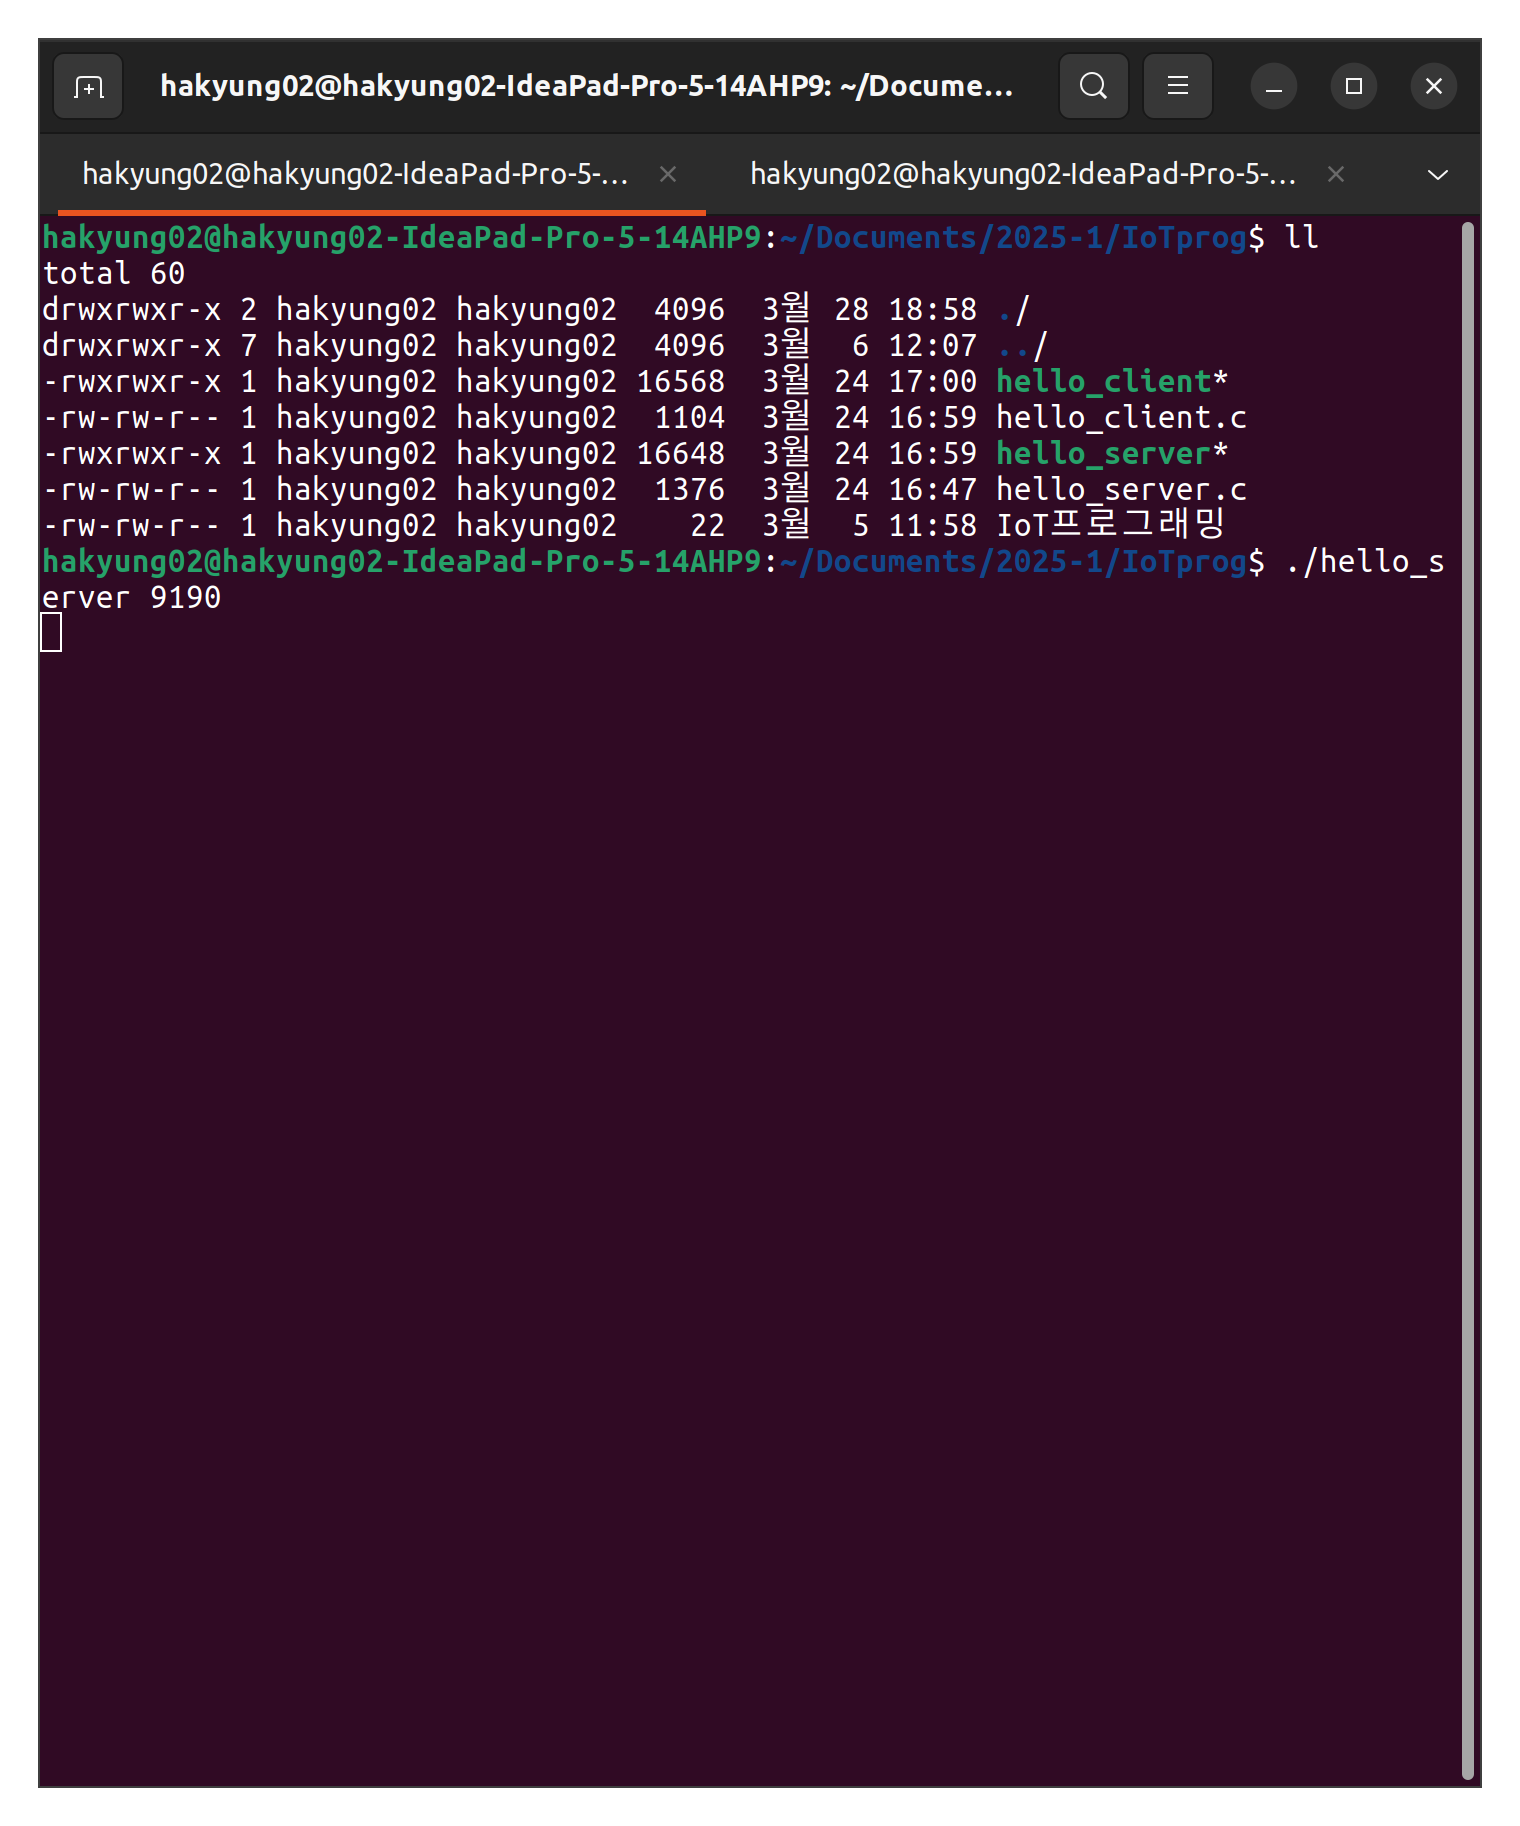 hakyung02@hakyung02-IdeaPad-Pro-5-14AHP9: ~/Docume...
hakyung02@hakyung02-IdeaPad-Pro-5-... × hakyung02@hakyung02-IdeaPad-Pro-5-... ×
hakyung02@hakyung02-IdeaPad-Pro-5-14AHP9:~/Documents/2025-1/IoTprog$ ll
total 60
drwxrwxr-x 2 hakyung02 hakyung02  4096  3월 28 18:58 ./
drwxrwxr-x 7 hakyung02 hakyung02  4096  3월  6 12:07 ../
-rwxrwxr-x 1 hakyung02 hakyung02 16568  3월 24 17:00 hello_client*
-rw-rw-r-- 1 hakyung02 hakyung02  1104  3월 24 16:59 hello_client.c
-rwxrwxr-x 1 hakyung02 hakyung02 16648  3월 24 16:59 hello_server*
-rw-rw-r-- 1 hakyung02 hakyung02  1376  3월 24 16:47 hello_server.c
-rw-rw-r-- 1 hakyung02 hakyung02    22  3월  5 11:58 IoT프로그래밍
hakyung02@hakyung02-IdeaPad-Pro-5-14AHP9:~/Documents/2025-1/IoTprog$ ./hello_s
erver 9190